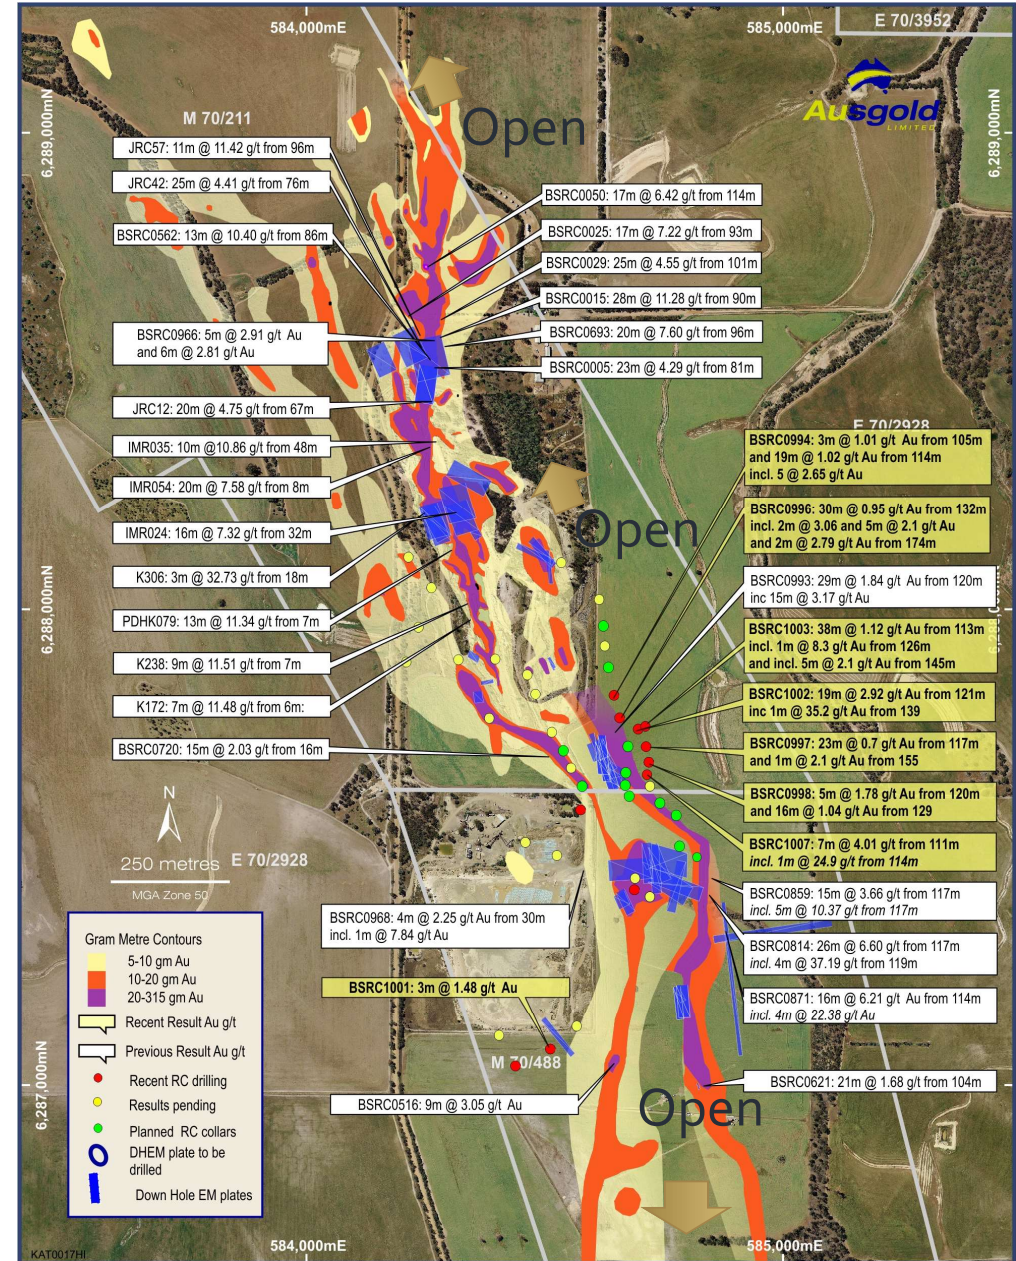 584,000mE
585,000mE
E 70/3952
Ausgold
LIMITED
6,289,000mN
6,289,000mN
M 70/211
Open
JRC57: 11m @ 11.42 g/t from 96m
JRC42: 25m @ 4.41 g/t from 76m
BSRC0562: 13m @ 10.40 g/t from 86m
BSRC0966: 5m @ 2.91 g/t Au
and 6m @ 2.81 g/t Au
JRC12: 20m @ 4.75 g/t from 67m
IMR035: 10m @10.86 g/t from 48m
IMR054: 20m @ 7.58 g/t from 8m
IMR024: 16m @ 7.32 g/t from 32m
K306: 3m @ 32.73 g/t from 18m
PDHK079: 13m @ 11.34 g/t from 7m
K238: 9m @ 11.51 g/t from 7m
K172: 7m @ 11.48 g/t from 6m:
BSRC0720: 15m @ 2.03 g/t from 16m
BSRC0050: 17m @ 6.42 g/t from 114m
BSRC0025: 17m @ 7.22 g/t from 93m
BSRC0029: 25m @ 4.55 g/t from 101m
BSRC0015: 28m @ 11.28 g/t from 90m
BSRC0693: 20m @ 7.60 g/t from 96m
BSRC0005: 23m @ 4.29 g/t from 81m
E 70/2928
BSRC0994: 3m @ 1.01 g/t Au from 105m
and 19m @ 1.02 g/t Au from 114m
incl. 5 @ 2.65 g/t Au
BSRC0996: 30m @ 0.95 g/t Au from 132m
incl. 2m @ 3.06 and 5m @ 2.1 g/t Au
and 2m @ 2.79 g/t Au from 174m
BSRC0993: 29m @ 1.84 g/t Au from 120m
inc 15m @ 3.17 g/t Au
BSRC1003: 38m @ 1.12 g/t Au from 113m
incl. 1m @ 8.3 g/t Au from 126m
and incl. 5m @ 2.1 g/t Au from 145m
BSRC1002: 19m @ 2.92 g/t Au from 121m
inc 1m @ 35.2 g/t Au from 139
BSRC0997: 23m @ 0.7 g/t Au from 117m
and 1m @ 2.1 g/t Au from 155
BSRC0998: 5m @ 1.78 g/t Au from 120m
and 16m @ 1.04 g/t Au from 129
BSRC1007: 7m @ 4.01 g/t Au from 111m
incl. 1m @ 24.9 g/t from 114m
BSRC0859: 15m @ 3.66 g/t from 117m
incl. 5m @ 10.37 g/t from 117m
BSRC0814: 26m @ 6.60 g/t from 117m
incl. 4m @ 37.19 g/t from 119m
BSRC0871: 16m @ 6.21 g/t Au from 114m
incl. 4m @ 22.38 g/t Au
BSRC0621: 21m @ 1.68 g/t from 104m
Open
6,288,000mN
N
250 metres
MGA Zone 50
E 70/2928
BSRC0968: 4m @ 2.25 g/t Au from 30m
incl. 1m @ 7.84 g/t Au
BSRC1001: 3m @ 1.48 g/t Au
M 70/488
BSRC0516: 9m @ 3.05 g/t Au
Open
6,287,000mN
6,287,000mN
Gram Metre Contours
5-10 gm Au
10-20 gm Au
20-315 gm Au
Recent Result Au g/t
Previous Result Au g/t
Recent RC drilling
Results pending
Planned RC collars
DHEM plate to be
drilled
Down Hole EM plates
KAT0017HI
584,000mE
585,000mE